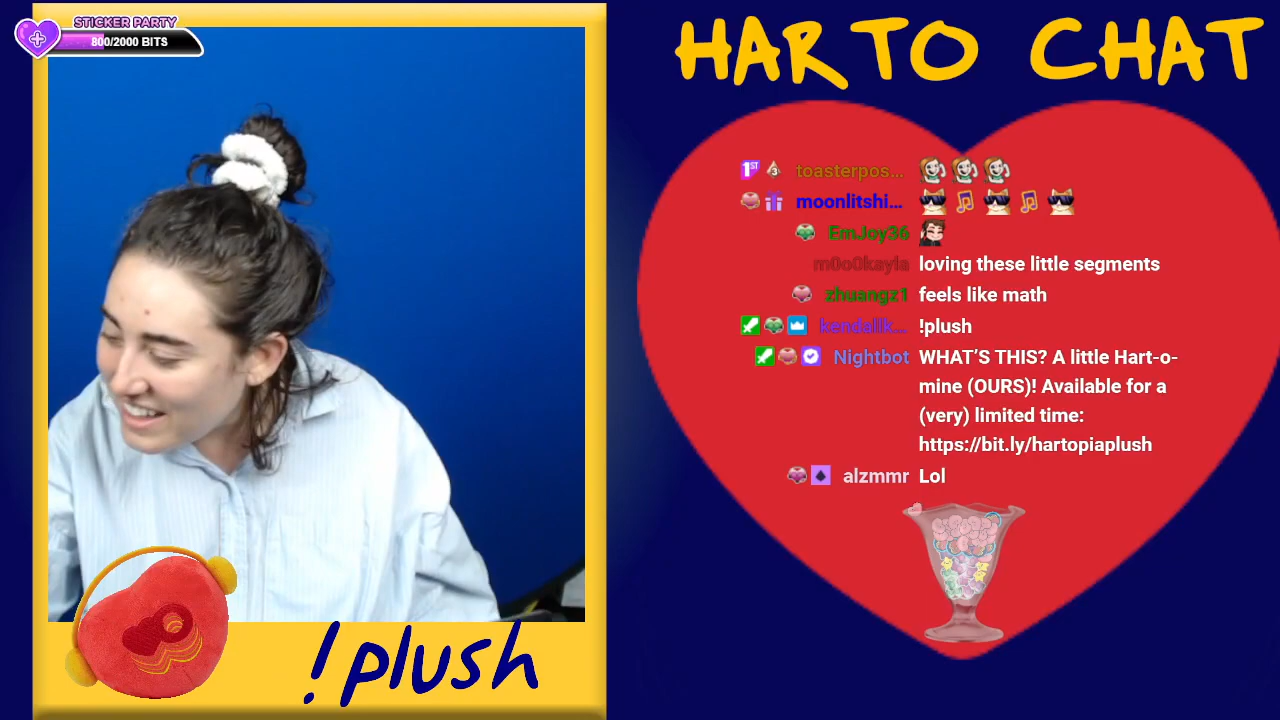 STICKER PARTY
800/2000 BITS
HARTO CHAT
1ST 3 toasterpos...
moonlitshi...
EmJoy36
m0o0kayla loving these little segments
zhuangz1 feels like math
kendallk... !plush
Nightbot WHAT'S THIS? A little Hart-o-
mine (OURS)! Available for a
(very) limited time:
https://bit.ly/hartopiaplush
alzmmr Lol
!plush